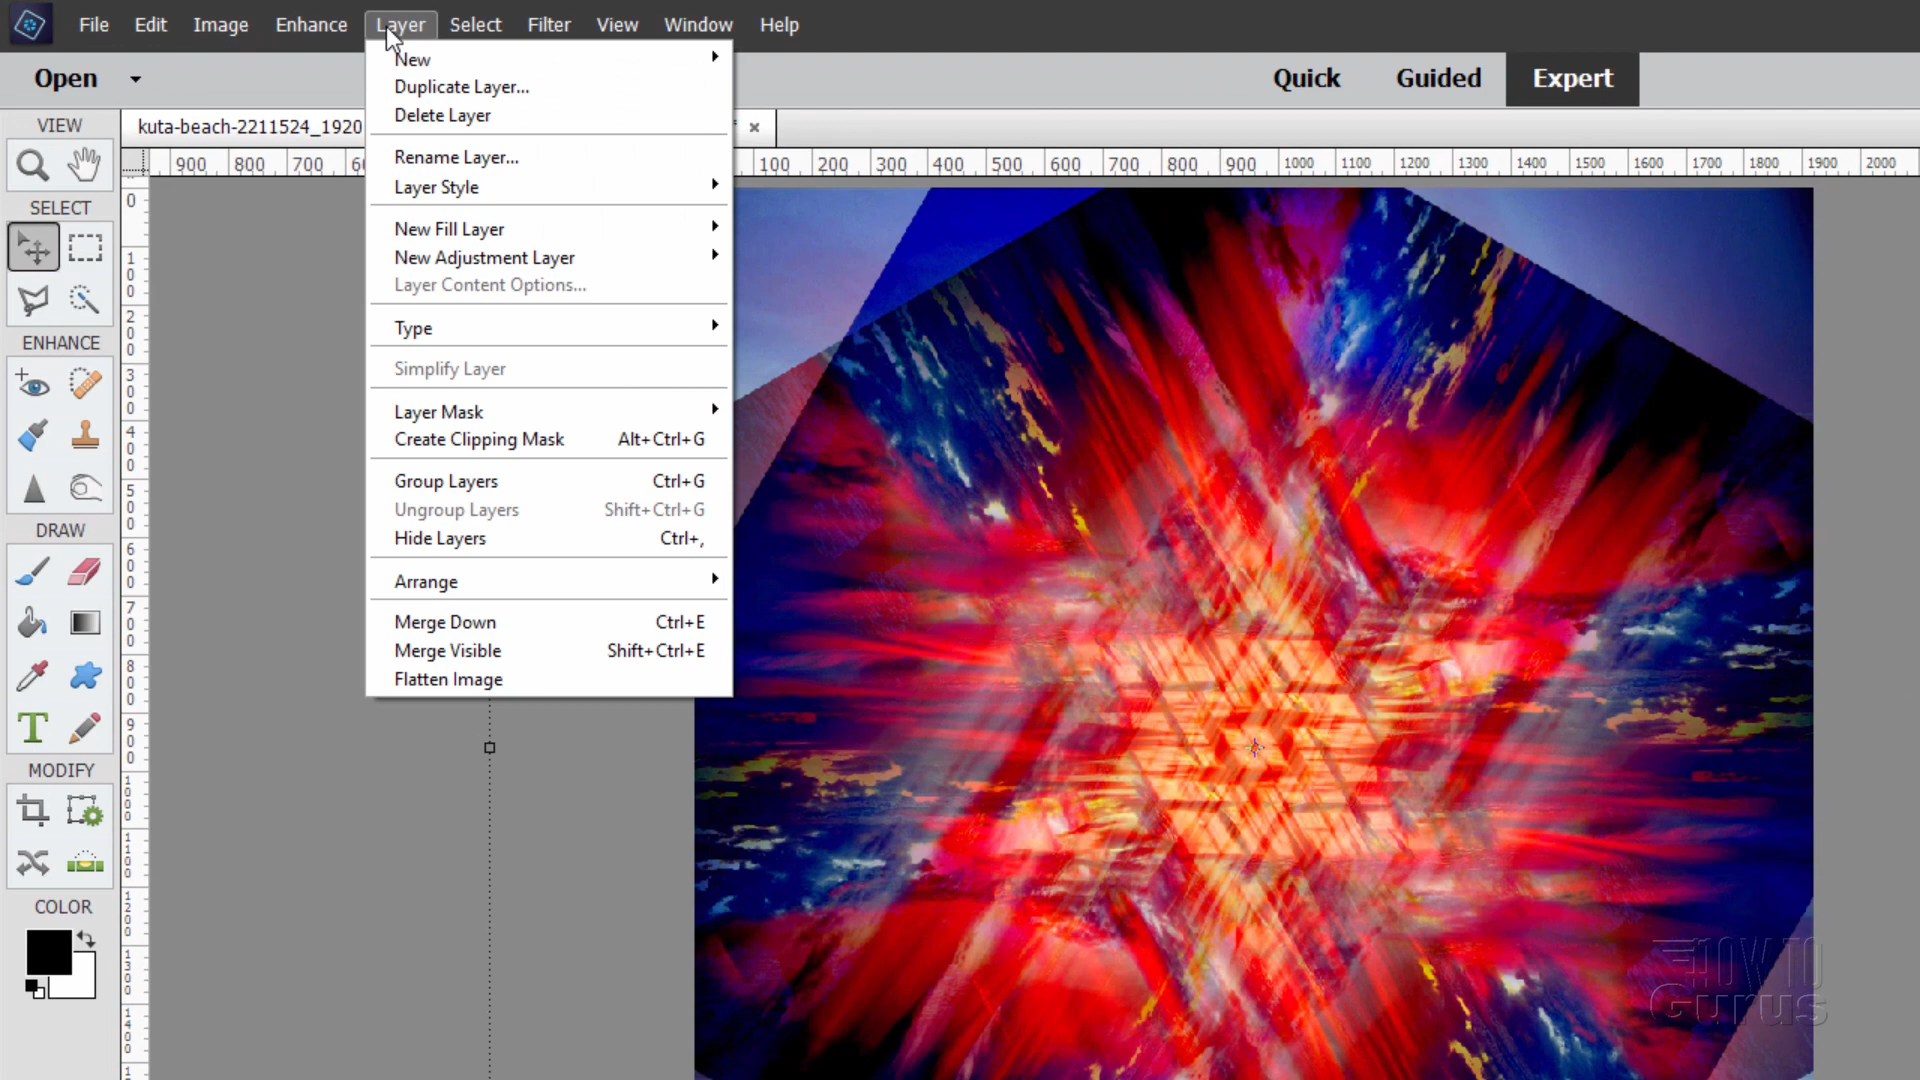 File Edit Image Enhance Layer Select Filter View Window Help
Open Quick Guided Expert
kuta-beach-2211524_1920
900 800 700 100 200 300 400 500 600 700 800 900 1000 1100 1200 1300 1400 1500 1600 1700 1800 1900 2000
New
Duplicate Layer...
Delete Layer
Rename Layer...
Layer Style
New Fill Layer
New Adjustment Layer
Layer Content Options...
Type
Simplify Layer
Layer Mask
Create Clipping Mask Alt+Ctrl+G
Group Layers Ctrl+G
Ungroup Layers Shift+Ctrl+G
Hide Layers Ctrl+,
Arrange
Merge Down Ctrl+E
Merge Visible Shift+Ctrl+E
Flatten Image
VIEW
SELECT
ENHANCE
DRAW
MODIFY
COLOR
0
100
200
300
400
500
600
700
800
900
1000
1100
1200
1300
1400
HOW TO
Gurus